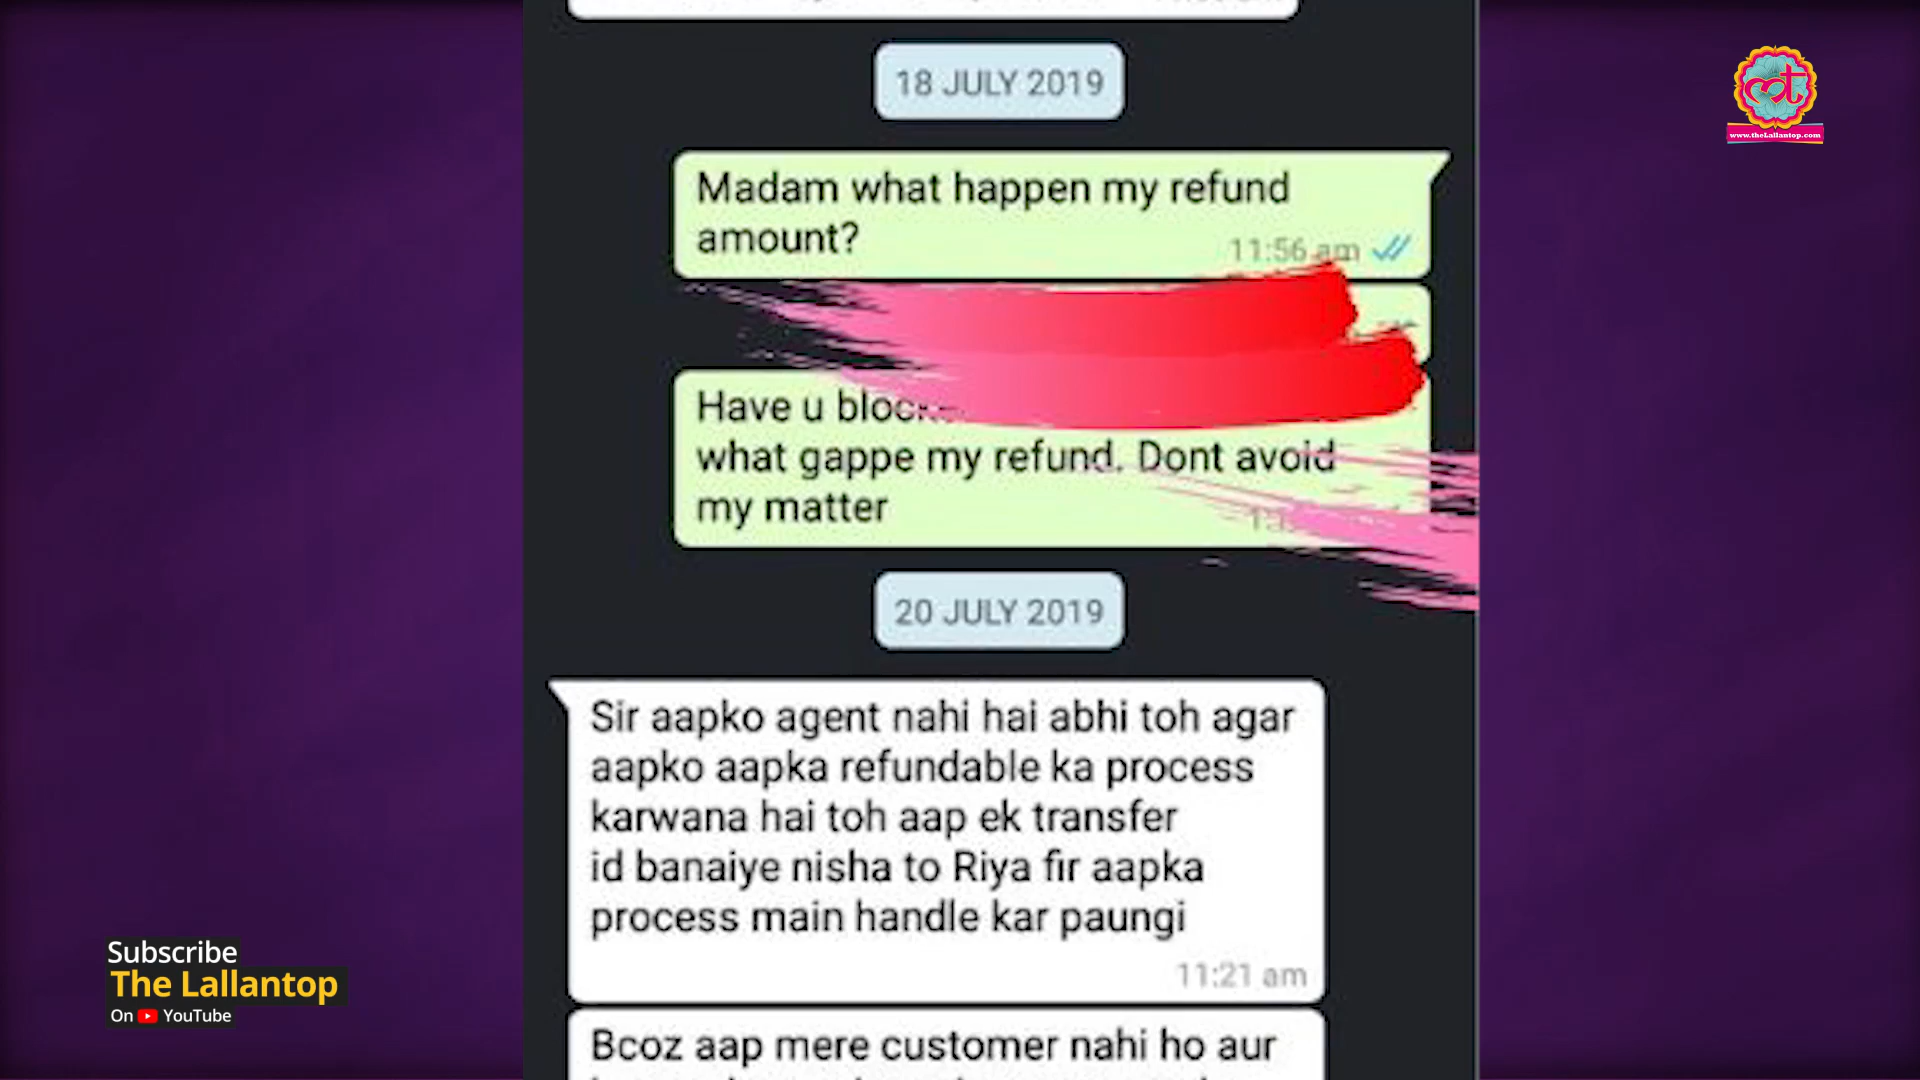 18 JULY 2019
www.theLallantop.com
Madam what happen my refund
amount?
11:56 am
Have u
what gappe my refund. Dont avoid
my matter
20 JULY 2019
Sir aapko agent nahi hai abhi toh agar
aapko aapka refundable ka process
karwana hai toh aap ek transfer
id banaiye nisha to Riya fir aapka
process main handle kar paungi
11:21 am
Bcoz aap mere customer nahi ho aur
Subscribe
The Lallantop
On YouTube